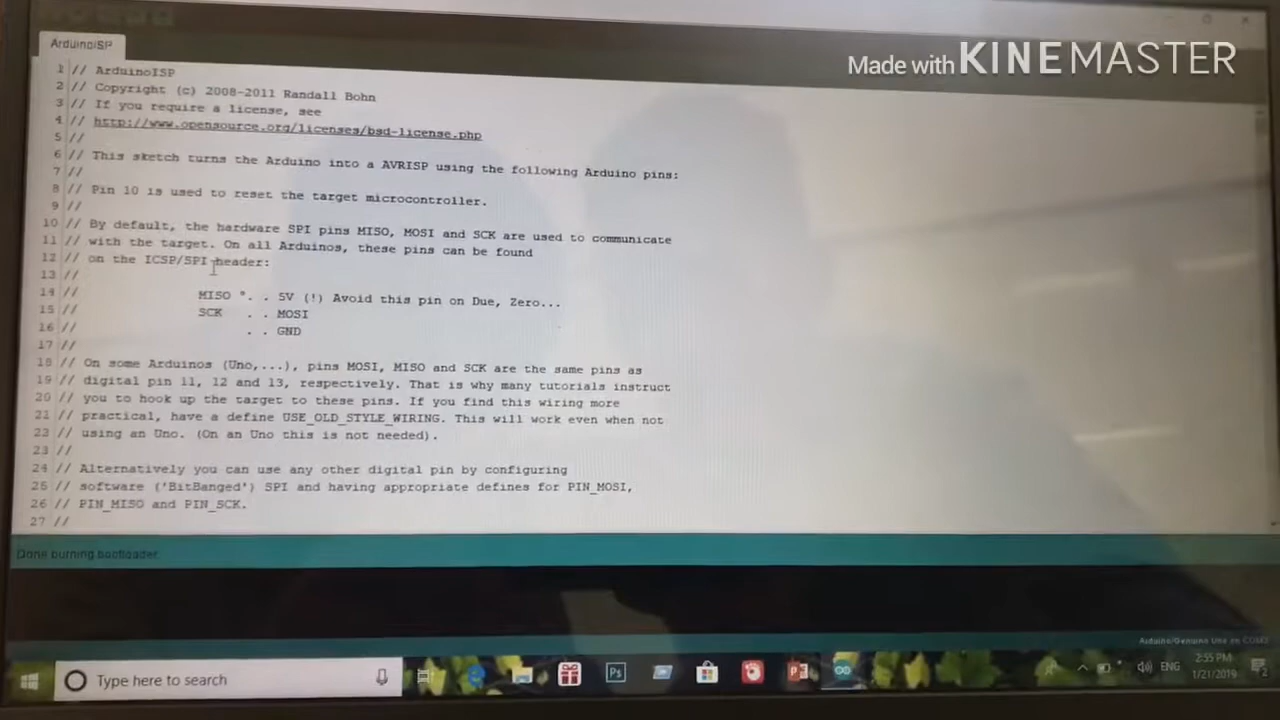 ArduinoISP
Made with KINEMASTER
1 // ArduinoISP
2 // Copyright (c) 2008-2011 Randall Bohn
3 // If you require a license, see
4 // http://www.opensource.org/licenses/bsd-license.php
5 //
6 // This sketch turns the Arduino into a AVRISP using the following Arduino pins:
7 //
8 // Pin 10 is used to reset the target microcontroller.
9 //
10 // By default, the hardware SPI pins MISO, MOSI and SCK are used to communicate
11 // with the target. On all Arduinos, these pins can be found
12 // on the ICSP/SPI header:
13 //
14 // MISO °. . 5V (!) Avoid this pin on Due, Zero...
15 // SCK . . MOSI
16 // . . GND
17 //
18 // On some Arduinos (Uno,...), pins MOSI, MISO and SCK are the same pins as
19 // digital pin 11, 12 and 13, respectively. That is why many tutorials instruct
20 // you to hook up the target to these pins. If you find this wiring more
21 // practical, have a define USE_OLD_STYLE_WIRING. This will work even when not
22 // using an Uno. (On an Uno this is not needed).
23 //
24 // Alternatively you can use any other digital pin by configuring
25 // software ('BitBanged') SPI and having appropriate defines for PIN_MOSI,
26 // PIN_MISO and PIN_SCK.
27 //
Done burning bootloader.
Arduino/Genuino Uno on
Type here to search
Ps
ENG
2:55 PM
1/21/2019